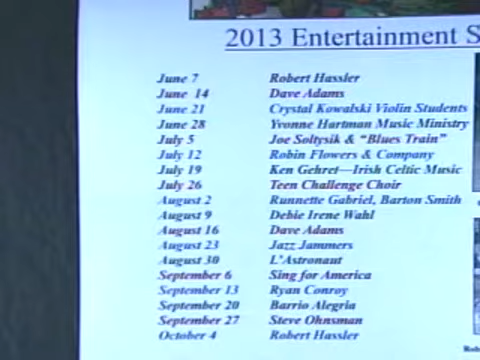 2013 Entertainment S
June 7 Robert Hassler
June 14 Dave Adams
June 21 Crystal Kowalski Violin Students
June 28 Yvonne Hartman Music Ministry
July 5 Joe Soltysik & "Blues Train"
July 12 Robin Flowers & Company
July 19 Ken Gehret—Irish Celtic Music
July 26 Teen Challenge Choir
August 2 Runnette Gabriel, Barton Smith
August 9 Debie Irene Wahl
August 16 Dave Adams
August 23 Jazz Jammers
August 30 L'Astronaut
September 6 Sing for America
September 13 Ryan Conroy
September 20 Barrio Alegria
September 27 Steve Ohnsman
October 4 Robert Hassler